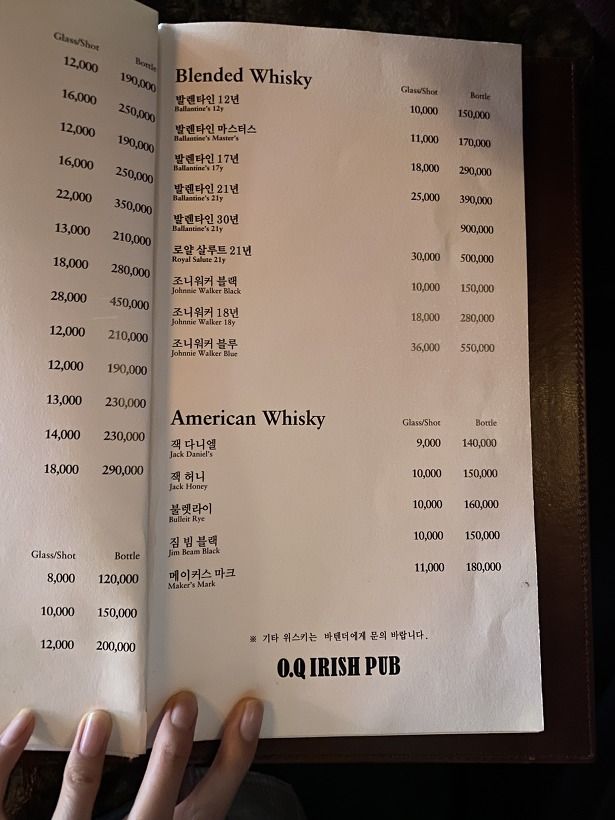 Glass/Shot Bottle
12,000 190,000
16,000 250,000
12,000 190,000
16,000 250,000
22,000 350,000
13,000 210,000
18,000 280,000
28,000 450,000
12,000 210,000
12,000 190,000
13,000 230,000
14,000 230,000
18,000 290,000
Glass/Shot Bottle
8,000 120,000
10,000 150,000
12,000 200,000
Blended Whisky Glass/Shot Bottle
발렌타인 12년 10,000 150,000
Ballantine's 12y
발렌타인 마스터스 11,000 170,000
Ballantine's Master's
발렌타인 17년 18,000 290,000
Ballantine's 17y
발렌타인 21년 25,000 390,000
Ballantine's 21y
발렌타인 30년 900,000
Ballantine's 21y
로얄 살루트 21년 30,000 500,000
Royal Salute 21y
조니워커 블랙 10,000 150,000
Johnnie Walker Black
조니워커 18년 18,000 280,000
Johnnie Walker 18y
조니워커 블루 36,000 550,000
Johnnie Walker Blue
American Whisky Glass/Shot Bottle
잭 다니엘 9,000 140,000
Jack Daniel's
잭 허니 10,000 150,000
Jack Honey
불렛라이 10,000 160,000
Bulleit Rye
짐 빔 블랙 10,000 150,000
Jim Beam Black
메이커스 마크 11,000 180,000
Maker's Mark
※ 기타 위스키는 바텐더에게 문의 바랍니다.
O.Q IRISH PUB